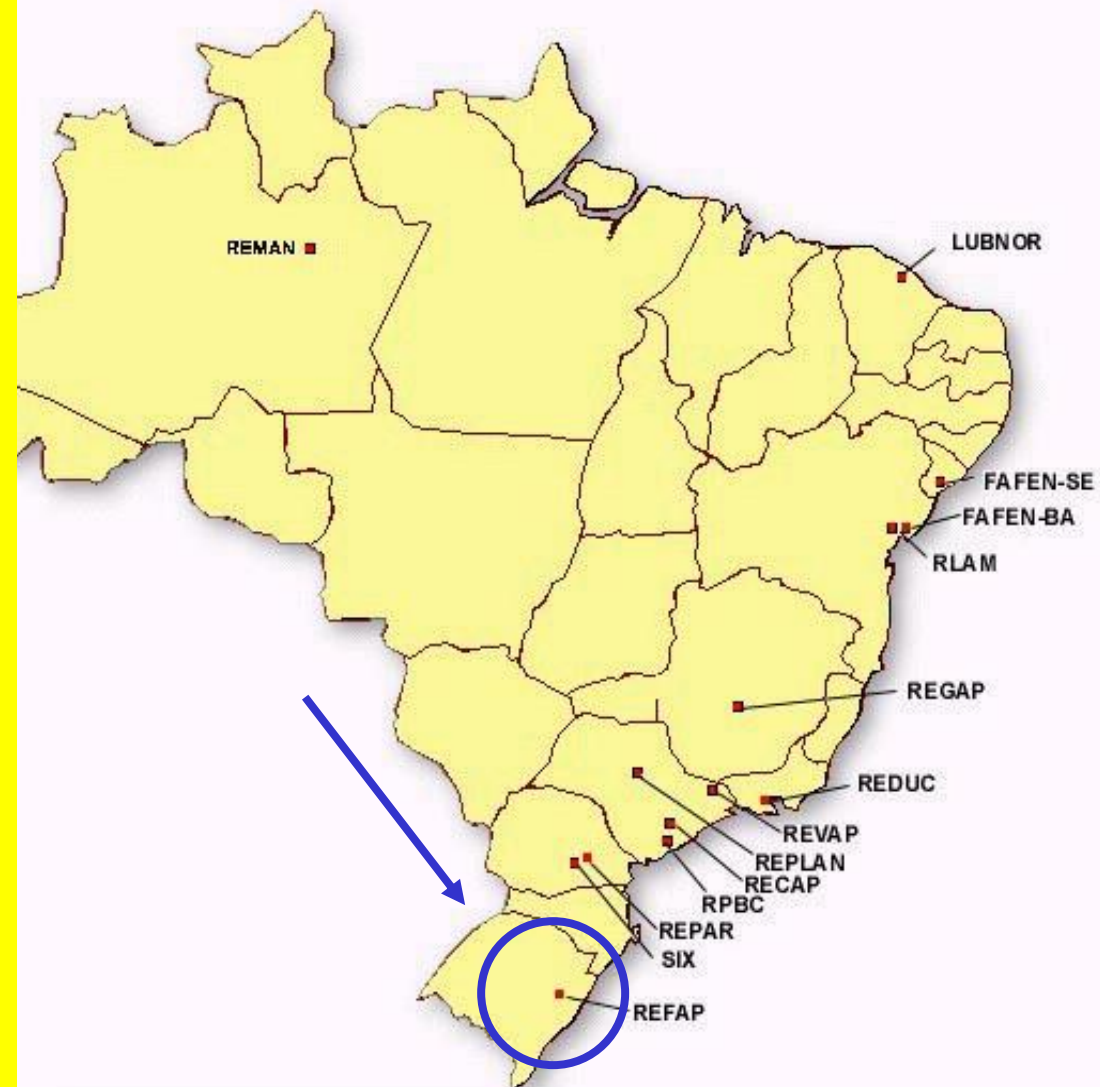 REMAN
LUBNOR
FAFEN-SE
FAFEN-BA
RLAM
REGAP
REDUC
REVAP
REPLAN
RECAP
RPBC
REPAR
SIX
REFAP